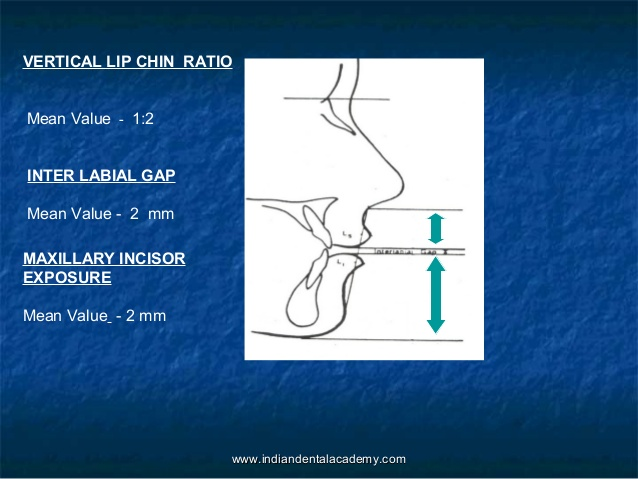 VERTICAL LIP CHIN RATIO
Mean Value - 1:2
INTER LABIAL GAP
Mean Value - 2 mm
MAXILLARY INCISOR
EXPOSURE
Mean Value - 2 mm
Interlabial Gap
www.indiandentalacademy.com